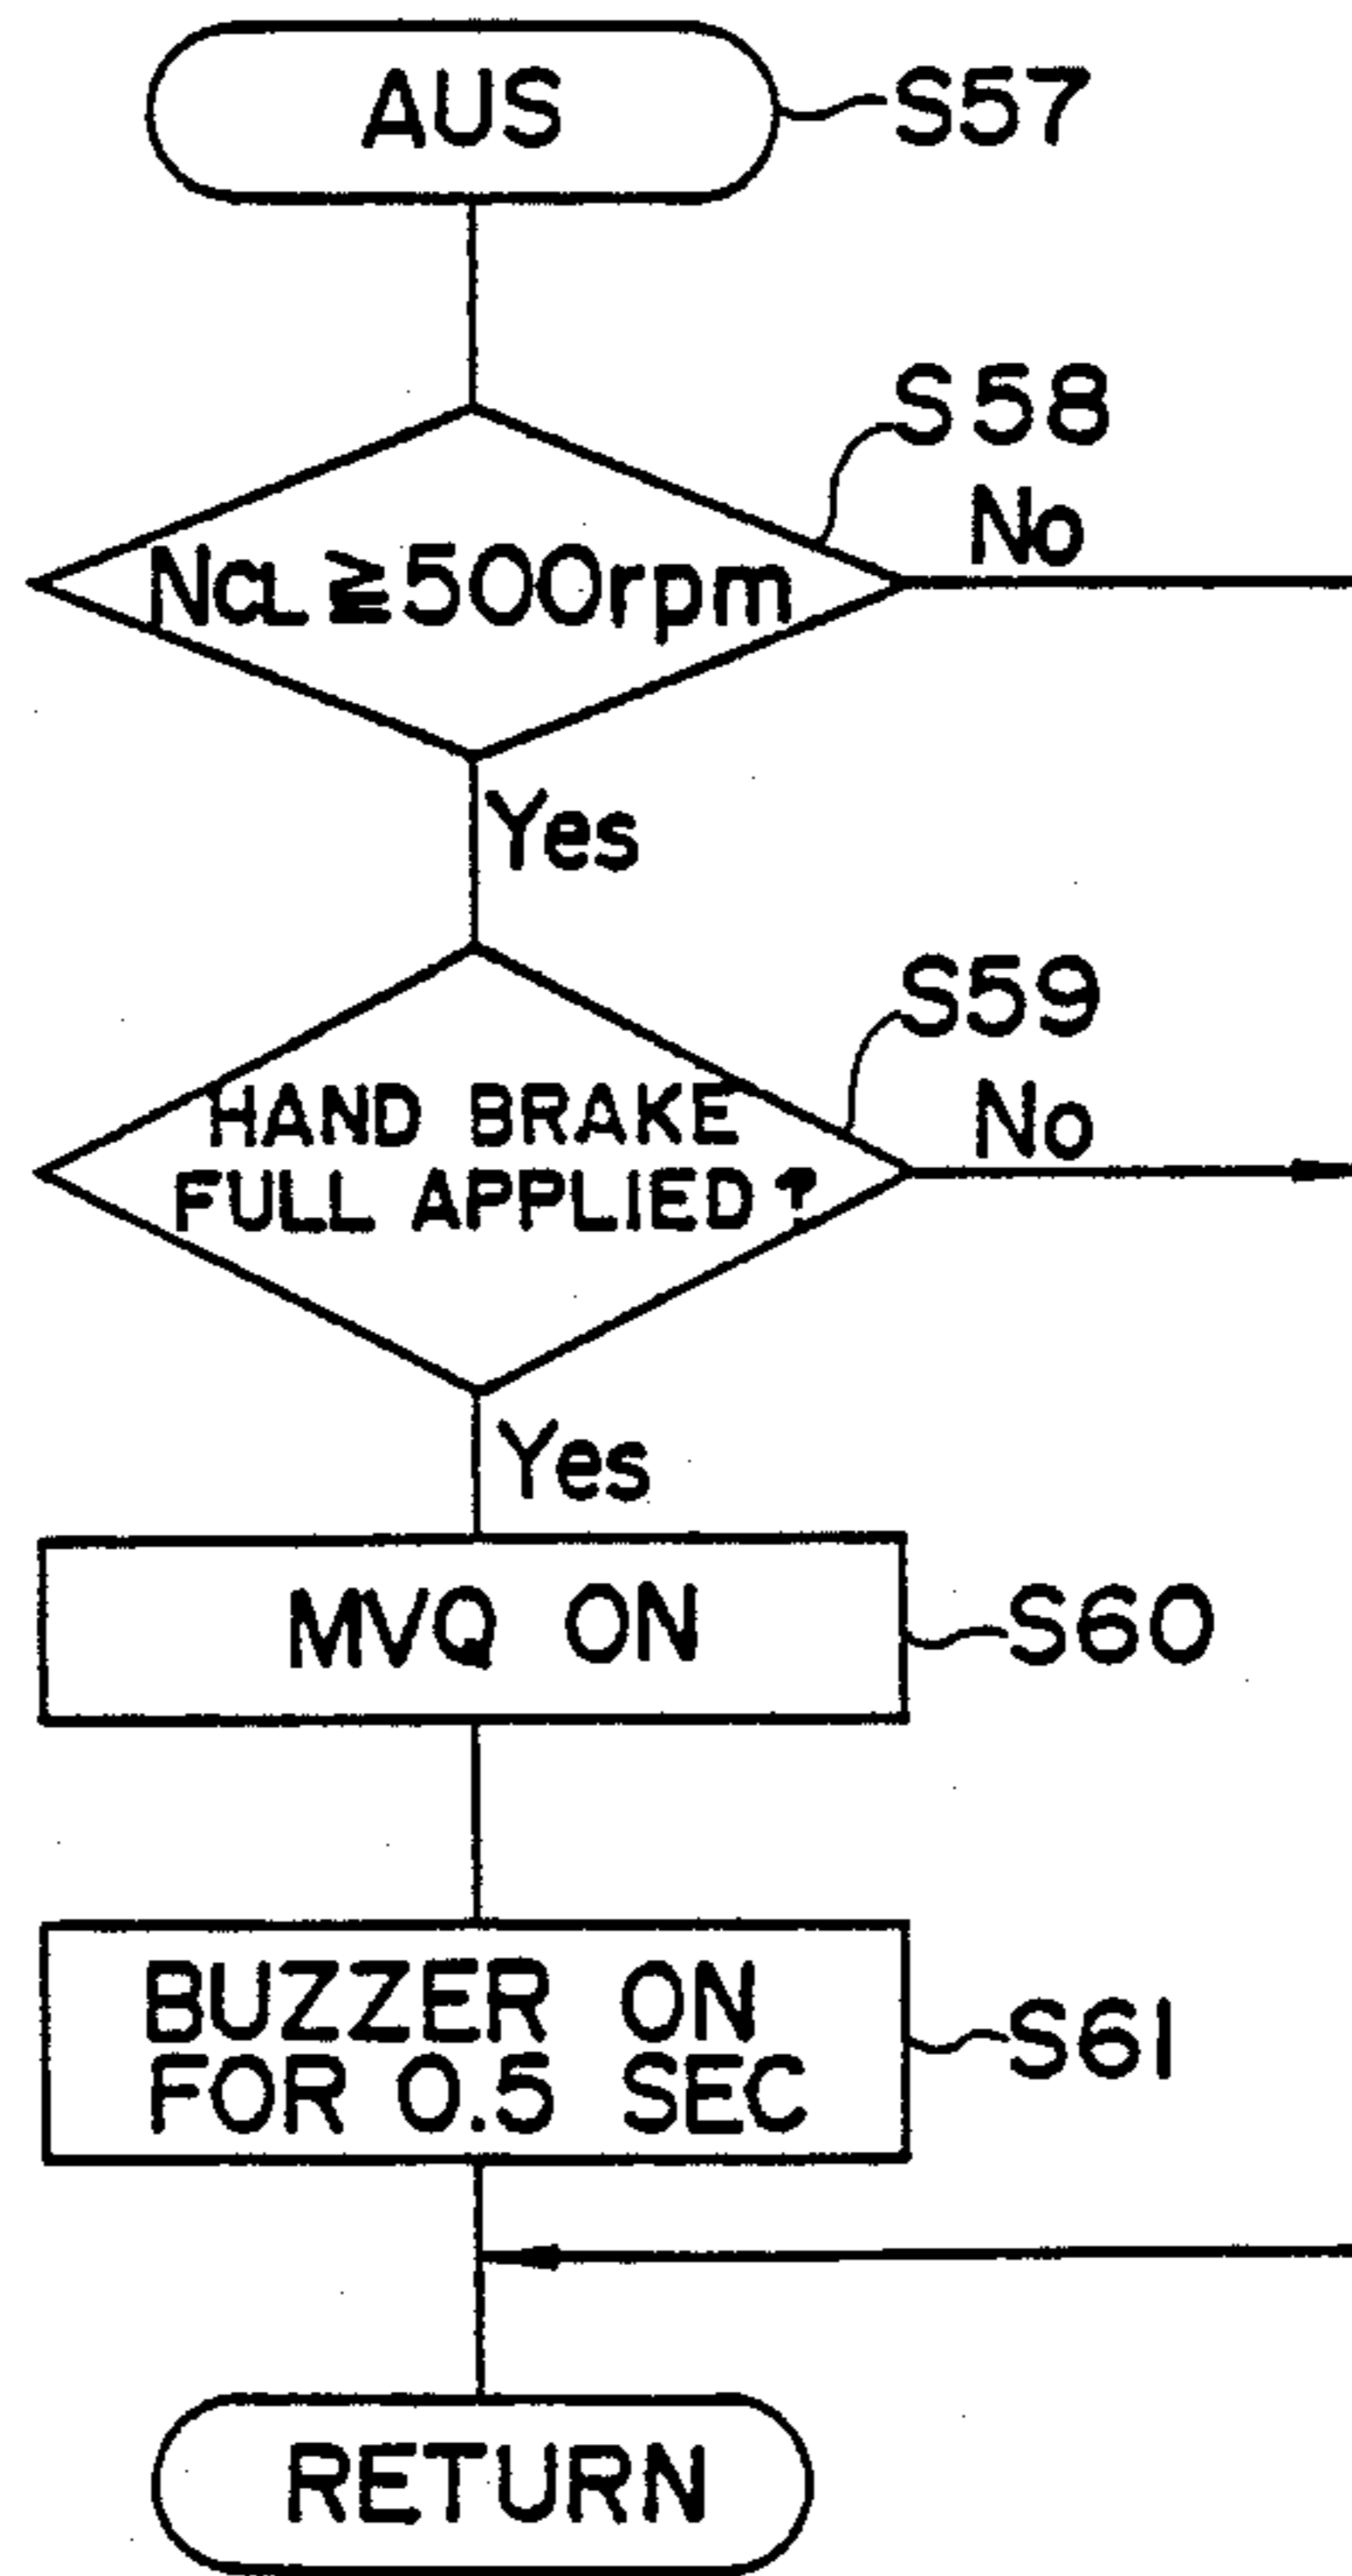 AUS
S57
S58
No
NCL ≧ 500rpm
Yes
S59
No
HAND BRAKE
FULL APPLIED?
Yes
MVQ ON
S60
BUZZER ON
FOR 0.5 SEC
S61
RETURN